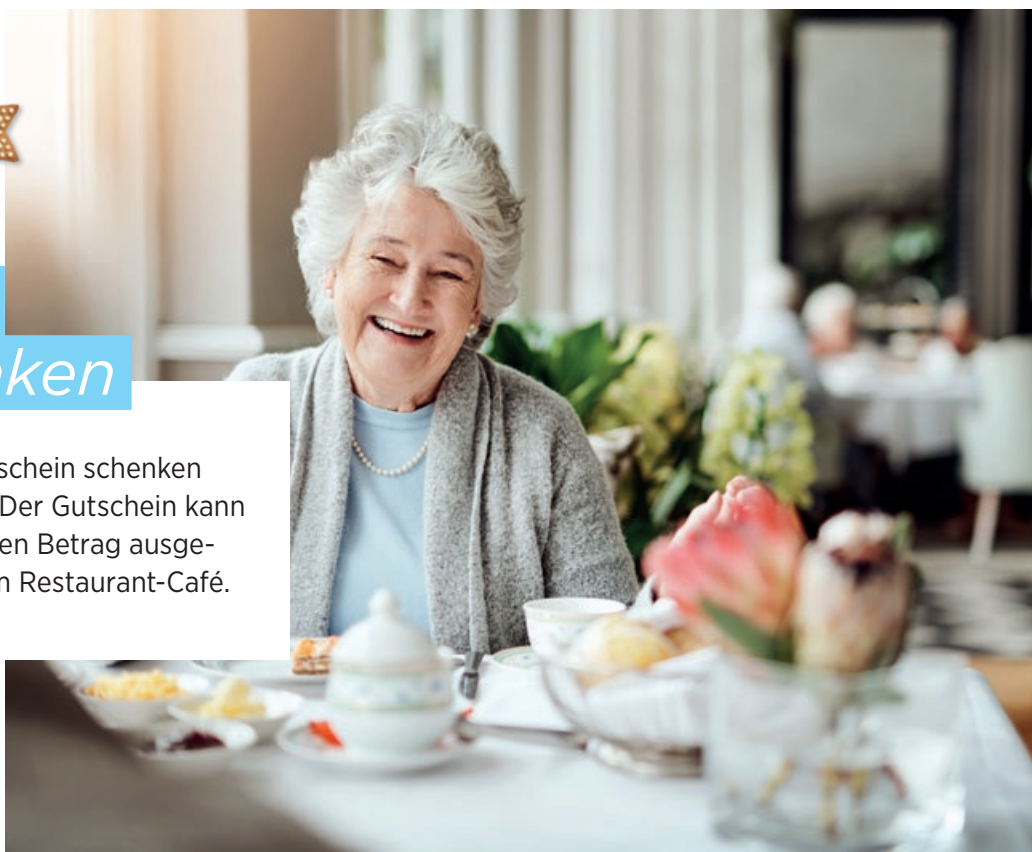 ken
schein schenken
Der Gutschein kann
en Betrag ausge-
n Restaurant-Café.